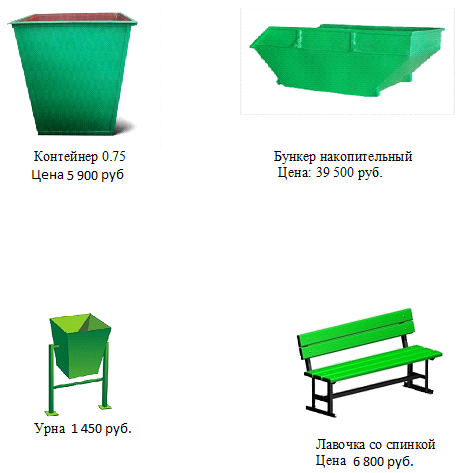 Контейнер 0.75
Цена 5 900 руб
Бункер накопительный
Цена: 39 500 руб.
Урна 1 450 руб.
Лавочка со спинкой
Цена 6 800 руб.